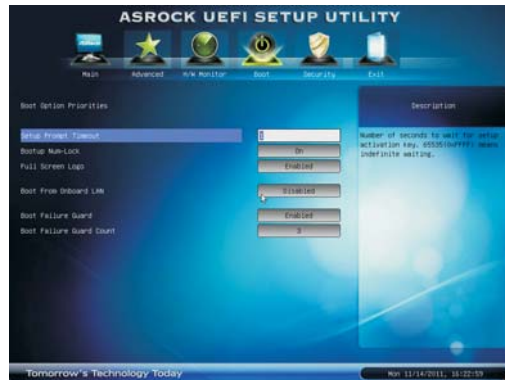 ASROCK UEFI SETUP UTILITY
Main Advanced H/W Monitor Boot Security Exit
Boot Option Priorities
Setup Prompt Timeout 1
Bootup Num-Lock On
Full Screen Logo Enabled
Boot From Onboard LAN Disabled
Boot Failure Guard Enabled
Boot Failure Guard Count 3
Description
Number of seconds to wait for setup
activation key. 65535(0xFFFF) means
indefinite waiting.
Tomorrow's Technology Today
Mon 11/14/2011, 16:22:59